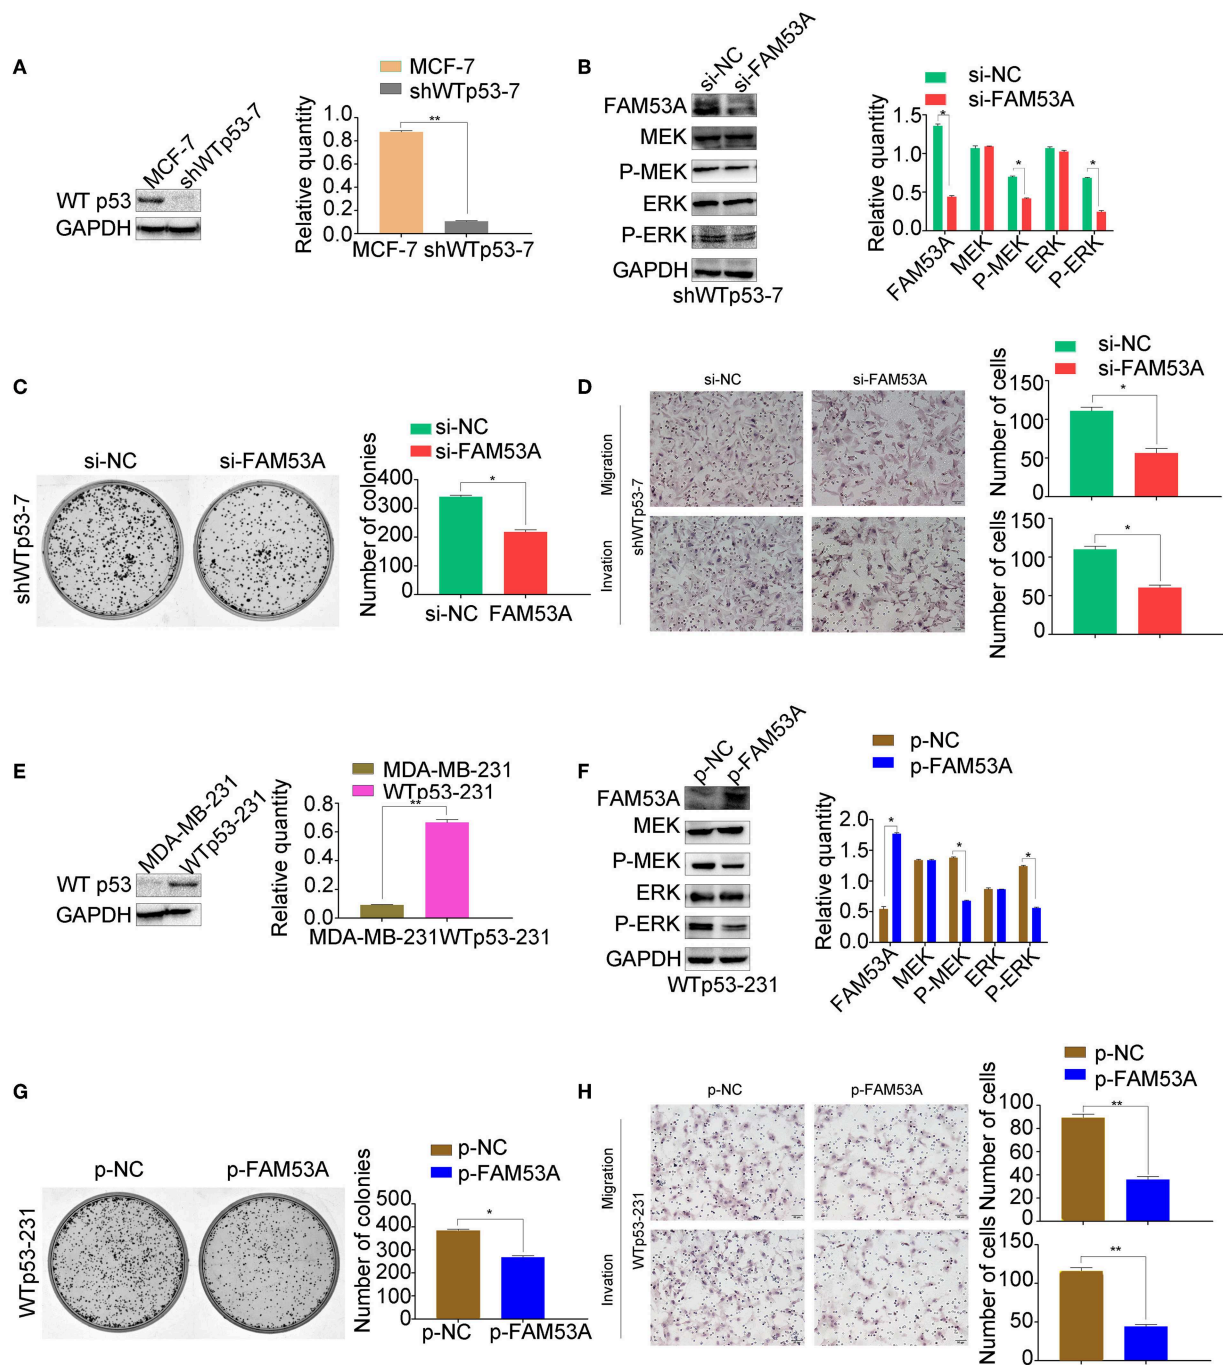 A
MCF-7
shWTp53-7
WT p53
GAPDH
MCF-7
shWTp53-7
Relative quantity
1.0
0.8
0.6
0.4
0.2
0.0
**
MCF-7 shWTp53-7
B
si-NC
si-FAM53A
FAM53A
MEK
P-MEK
ERK
P-ERK
GAPDH
shWTp53-7
si-NC
si-FAM53A
Relative quantity
1.5
1.0
0.5
0.0
*
*
*
FAM53A
MEK
P-MEK
ERK
P-ERK
C
si-NC
si-FAM53A
shWTp53-7
si-NC
si-FAM53A
Number of colonies
400
300
200
100
0
*
si-NC FAM53A
D
si-NC
si-FAM53A
Migration
Invation
shWTp53-7
si-NC
si-FAM53A
Number of cells
150
100
50
0
*
Number of cells
150
100
50
0
*
E
MDA-MB-231
WTp53-231
WT p53
GAPDH
MDA-MB-231
WTp53-231
Relative quantity
0.8
0.6
0.4
0.2
0.0
**
MDA-MB-231WTp53-231
F
p-NC
p-FAM53A
FAM53A
MEK
P-MEK
ERK
P-ERK
GAPDH
WTp53-231
p-NC
p-FAM53A
Relative quantity
2.0
1.5
1.0
0.5
0.0
*
*
*
FAM53A
MEK
P-MEK
ERK
P-ERK
G
p-NC
p-FAM53A
WTp53-231
p-NC
p-FAM53A
Number of colonies
500
400
300
200
100
0
*
p-NC p-FAM53A
H
p-NC
p-FAM53A
Migration
Invation
WTp53-231
p-NC
p-FAM53A
Number of cells
100
80
60
40
20
0
**
Number of cells
150
100
50
0
**